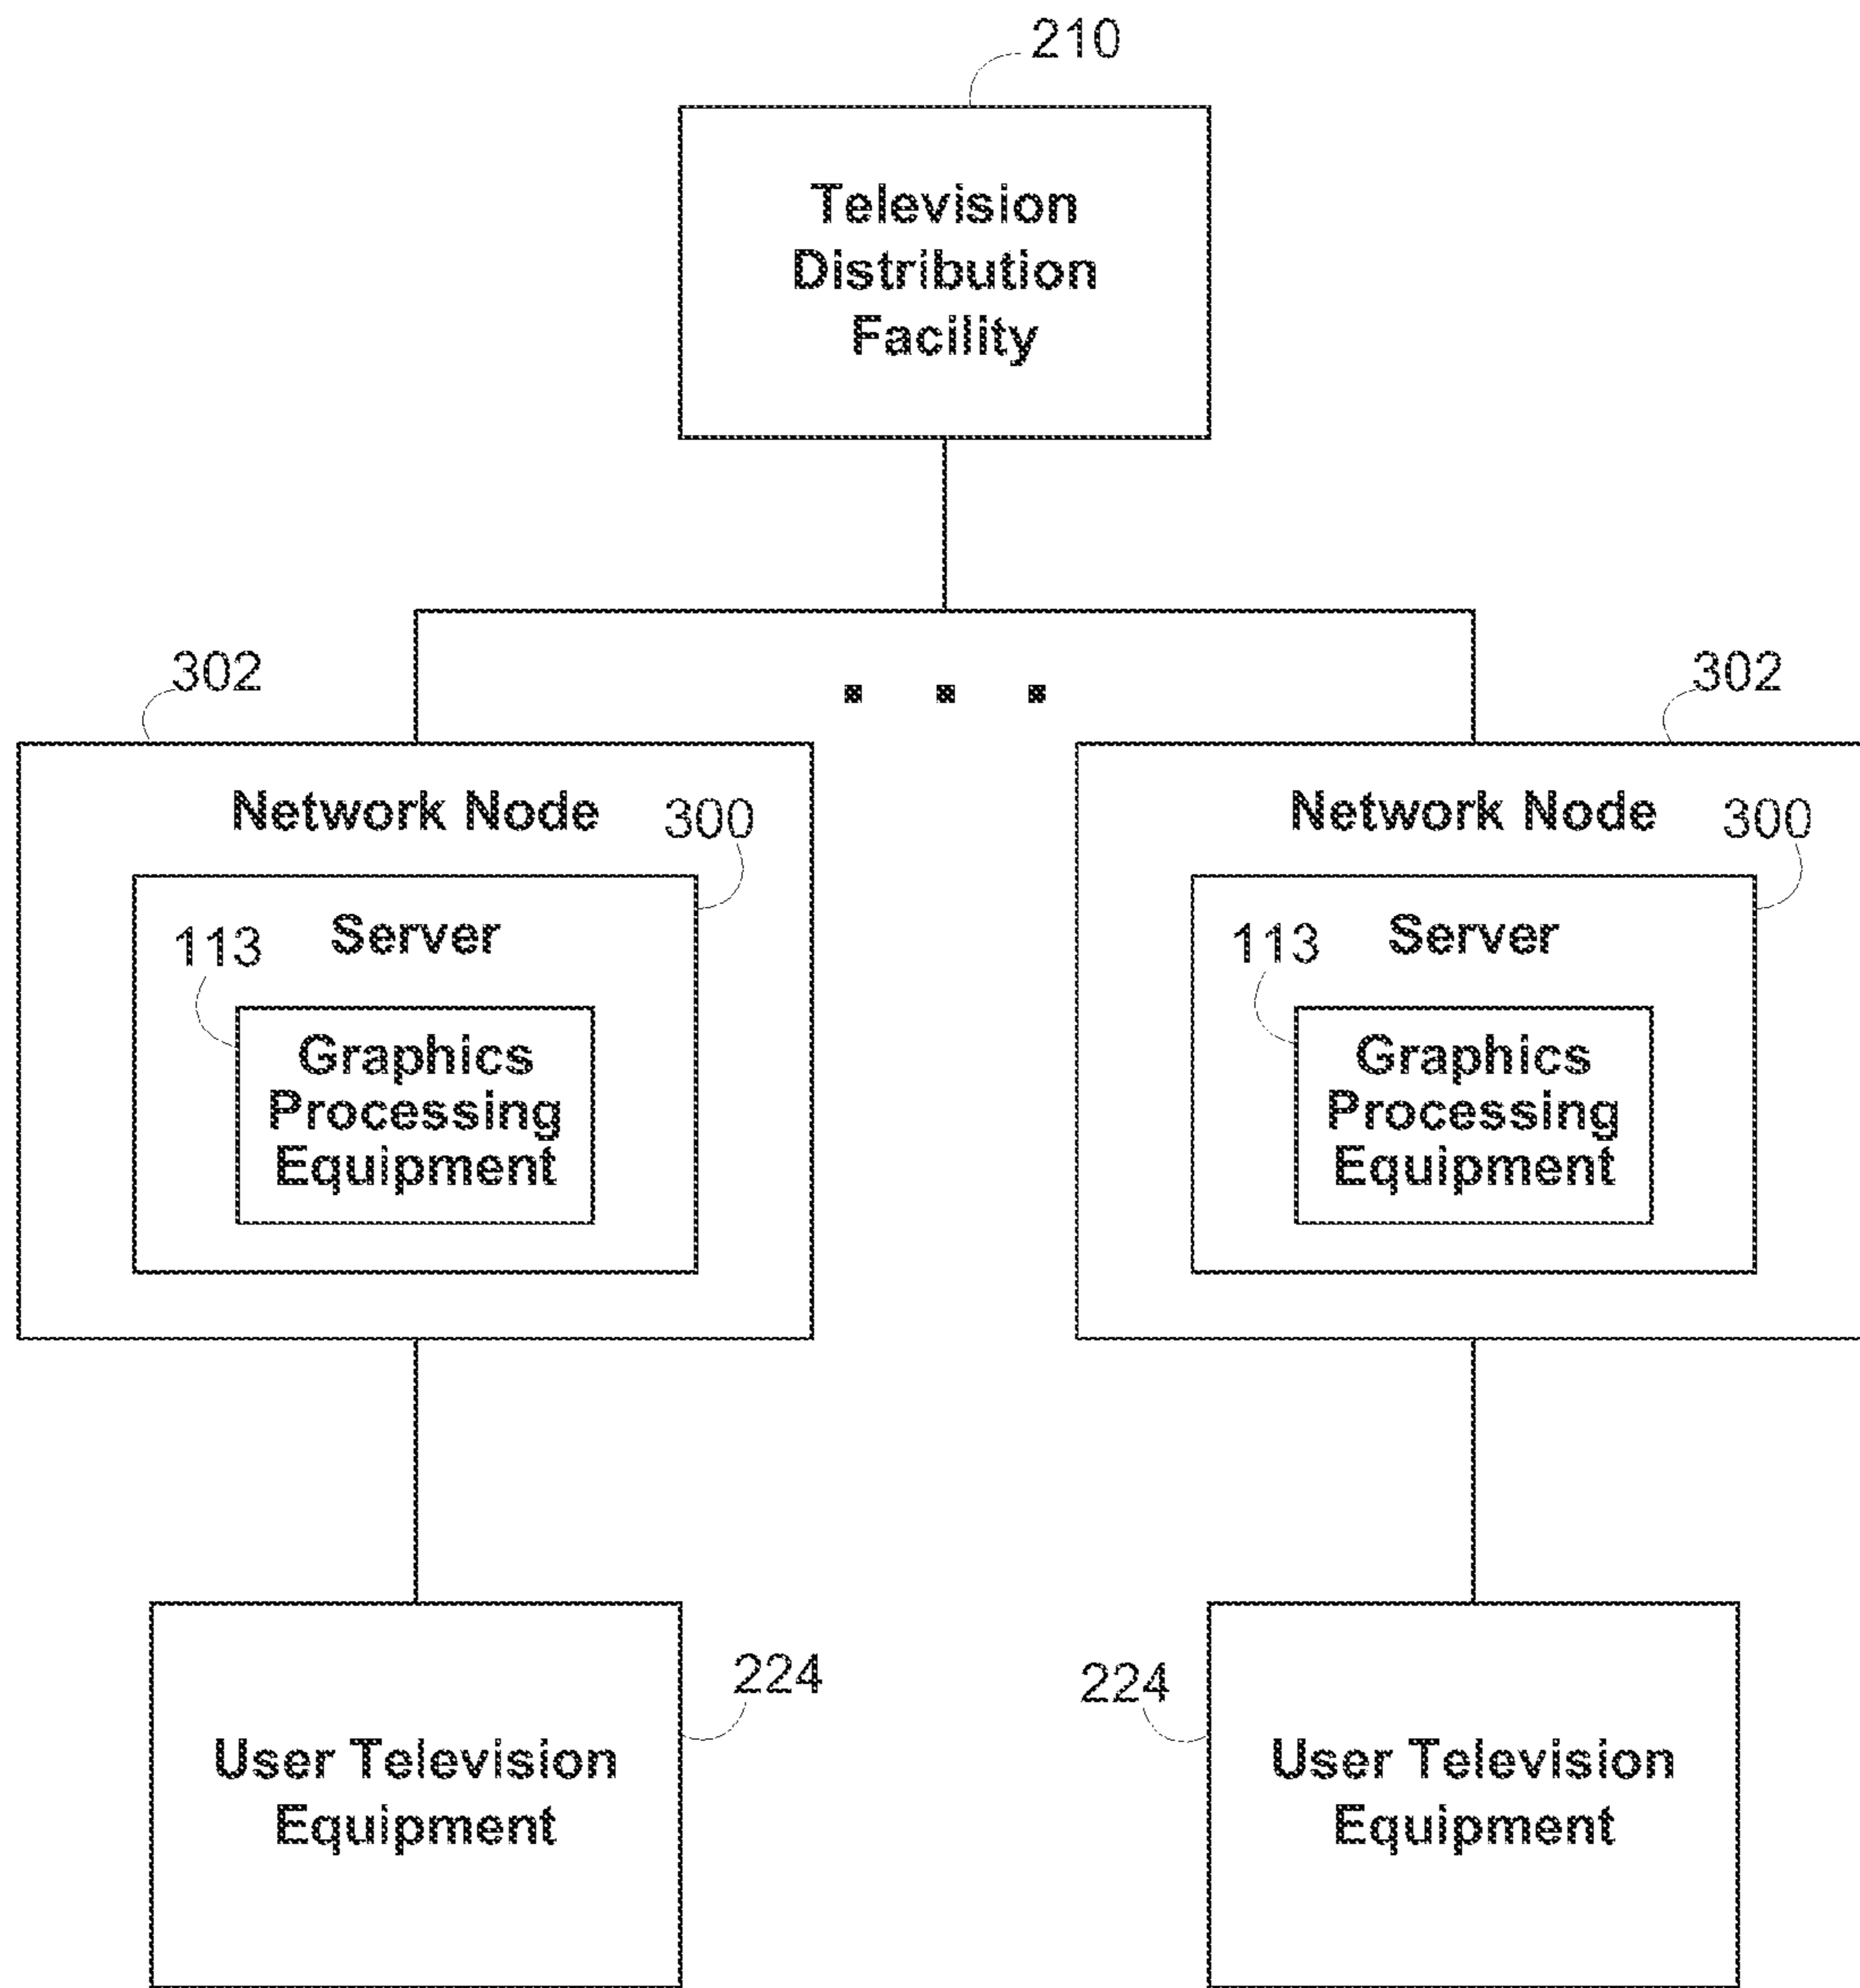 210
Television
Distribution
Facility
302
302
Network Node
300
Network Node
300
Server
113
Server
113
Graphics
Processing
Equipment
Graphics
Processing
Equipment
224
224
User Television
Equipment
User Television
Equipment